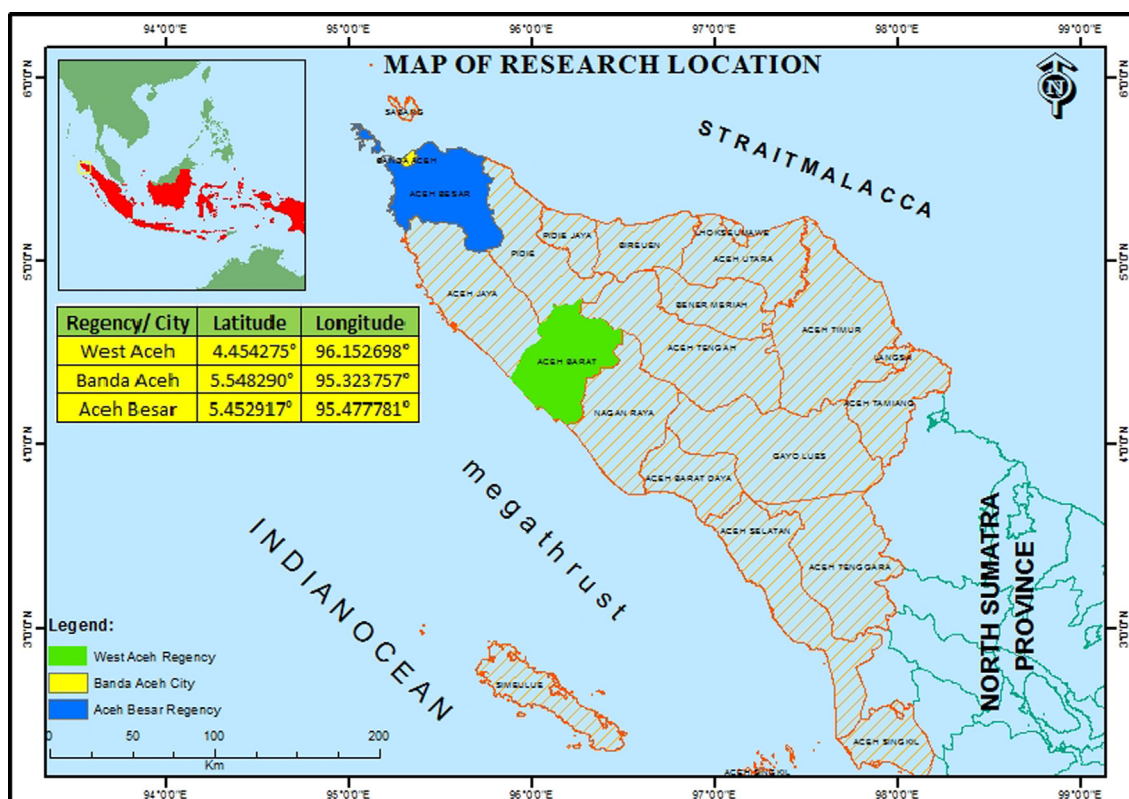 94°0'0"E 95°0'0"E 96°0'0"E 97°0'0"E 98°0'0"E 99°0'0"E
6°0'0"N
6°0'0"N
MAP OF RESEARCH LOCATION
N
SABANG
STRAITMALACCA
BANDA ACEH
ACEH BESAR
PIDIE JAYA
BIREUEN
LHOKSEUMAWE
ACEH UTARA
PIDIE
5°0'0"N
5°0'0"N
ACEH JAYA
BENER MERIAH
ACEH TIMUR
ACEH TENGAH
LANGSA
ACEH BARAT
ACEH TAMIANG
NAGAN RAYA
Regency/ City Latitude Longitude
West Aceh 4.454275° 96.152698°
Banda Aceh 5.548290° 95.323757°
Aceh Besar 5.452917° 95.477781°
4°0'0"N
4°0'0"N
GAYO LUES
ACEH BARAT DAYA
ACEH SELATAN
ACEH TENGGARA
megathrust
INDIANOCEAN
NORTH SUMATRA
PROVINCE
3°0'0"N
3°0'0"N
SIMEULUE
ACEH SINGKIL
ACEH SINGKIL
Legend:
West Aceh Regency
Banda Aceh City
Aceh Besar Regency
0 50 100 200
Km
94°0'0"E 95°0'0"E 96°0'0"E 97°0'0"E 98°0'0"E 99°0'0"E